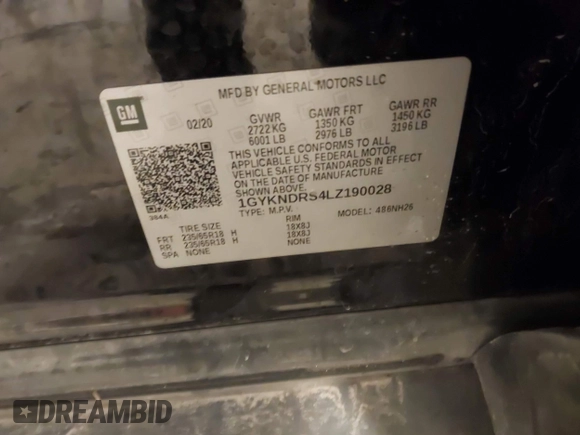 GM
MFD BY GENERAL MOTORS LLC
02/20
GVWR GAWR FRT GAWR RR
2722 KG 1350 KG 1450 KG
6001 LB 2976 LB 3196 LB
THIS VEHICLE CONFORMS TO ALL
APPLICABLE U.S. FEDERAL MOTOR
VEHICLE SAFETY STANDARDS IN EFFECT
ON THE DATE OF MANUFACTURE
SHOWN ABOVE.
1GYKNDRS4LZ190028
TYPE: M.P.V. MODEL: 486NH26
394A
TIRE SIZE RIM
FRT 235/65R18 H 18X8J
RR 235/65R18 H 18X8J
SPA NONE NONE
DREAMBID